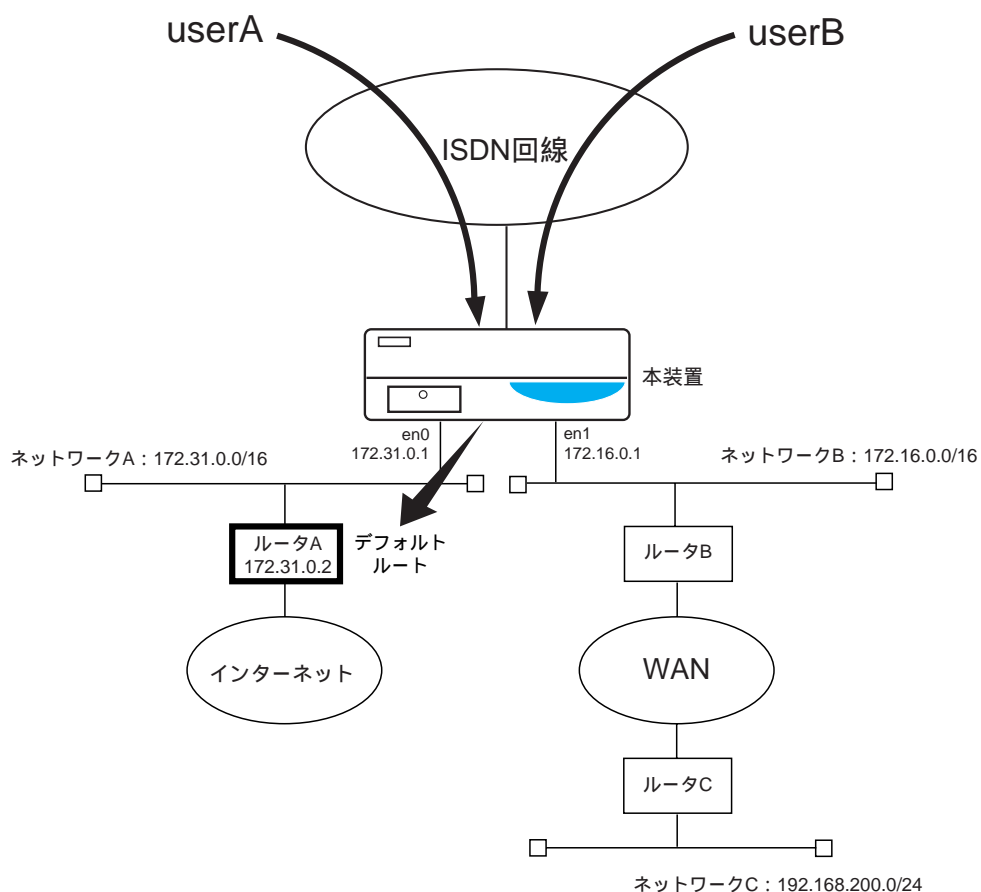 userA
userB
ISDN回線
本装置
en0
172.31.0.1
en1
172.16.0.1
ネットワークA：172.31.0.0/16
ネットワークB：172.16.0.0/16
ルータA
172.31.0.2
デフォルト
ルート
ルータB
インターネット
WAN
ルータC
ネットワークC：192.168.200.0/24